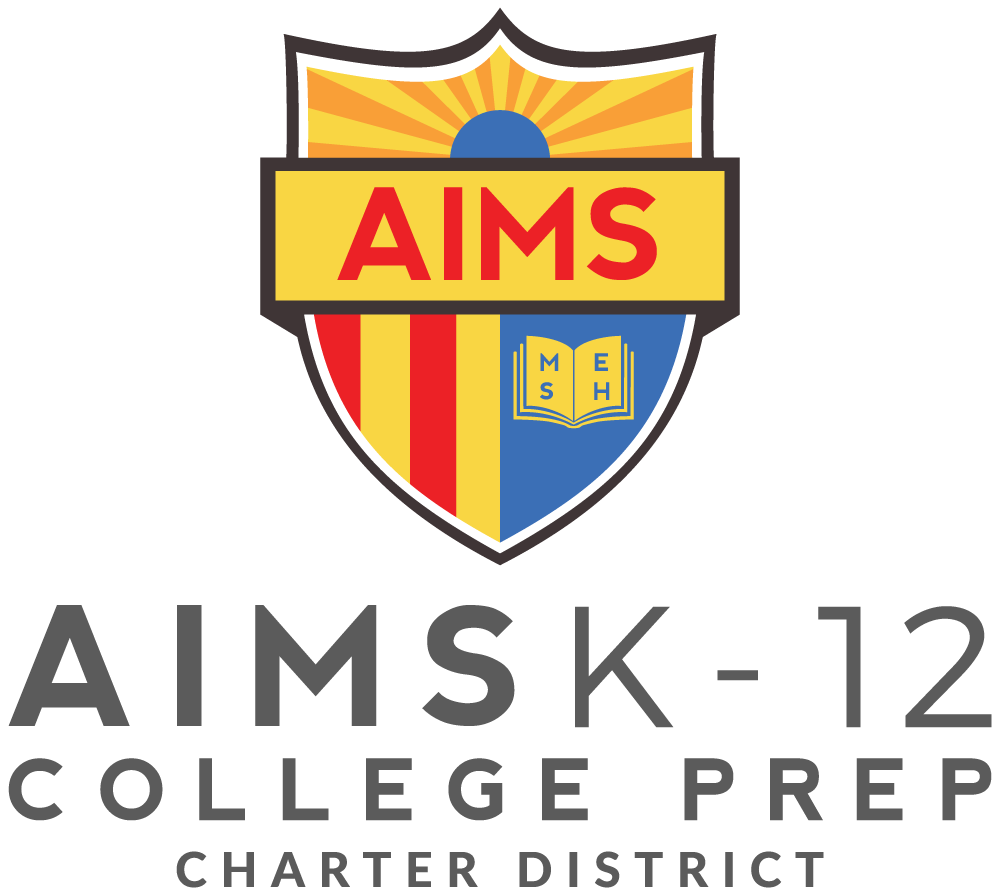 AIMS
M E
S H
AIMS K-12
COLLEGE PREP
CHARTER DISTRICT